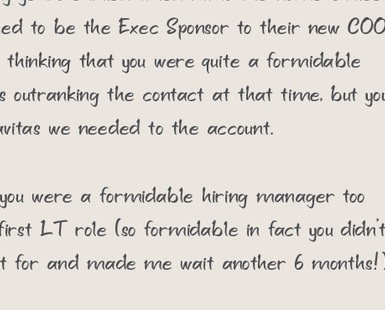 ed to be the Exec Sponsor to their new COO
thinking that you were quite a formidable
s outranking the contact at that time. but you
avitas we needed to the account.
you were a formidable hiring manager too
first LT role (so formidable in fact you didn't
t for and made me wait another 6 months!)